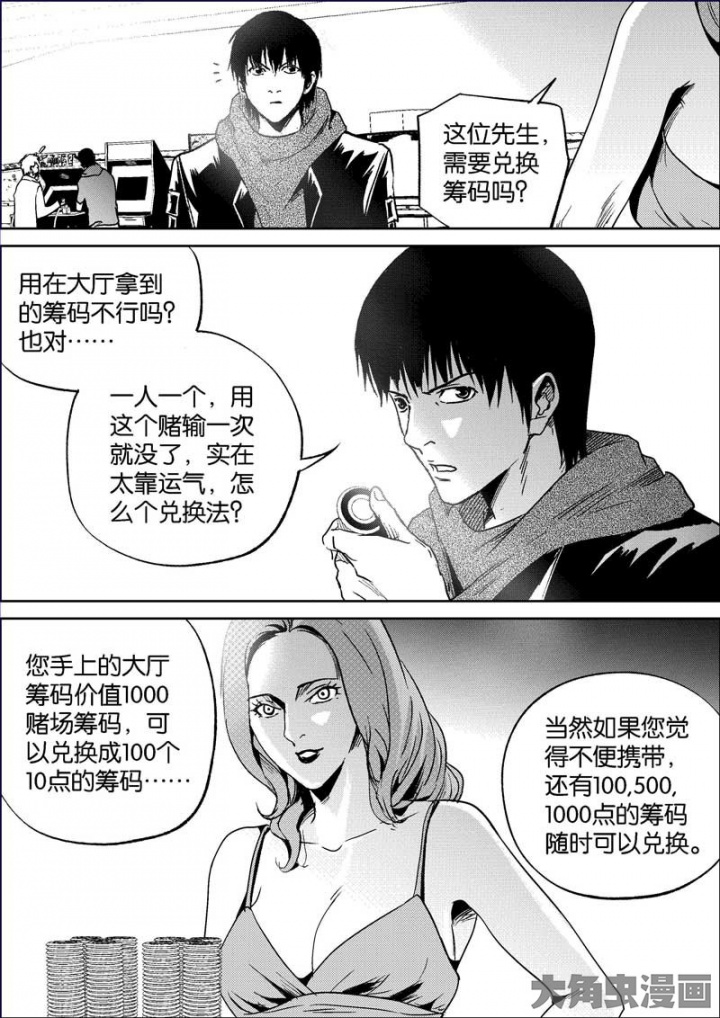 这位先生，
需要兑换
筹码吗？
用在大厅拿到
的筹码不行吗？
也对……
一人一个，用
这个赌输一次
就没了，实在
太靠运气，怎
么个兑换法？
您手上的大厅
筹码价值1000
赌场筹码，可
以兑换成100个
10点的筹码……
当然如果您觉
得不便携带，
还有100,500,
1000点的筹码
随时可以兑换。
大角虫漫画